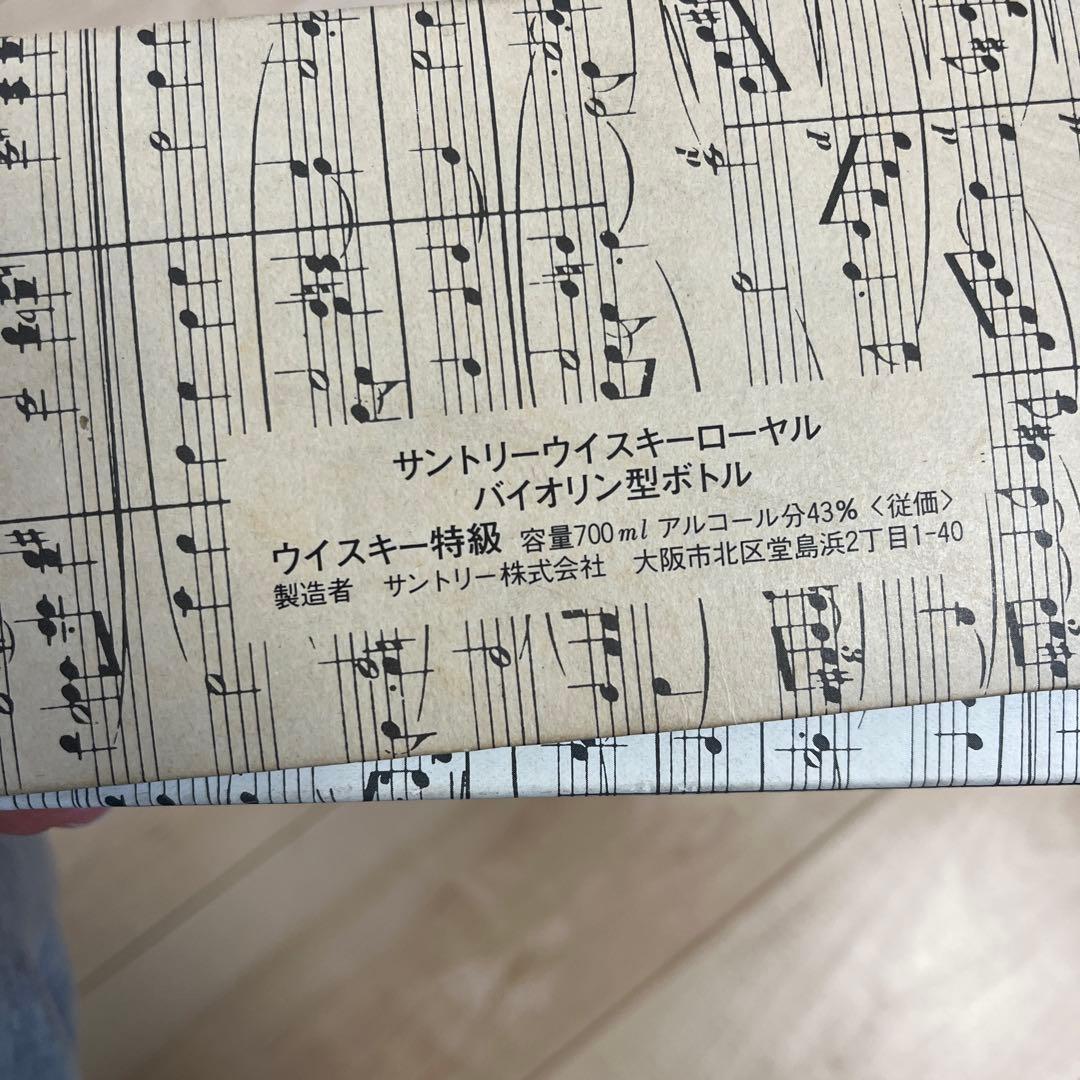 サントリーウイスキーローヤル
バイオリン型ボトル
ウイスキー特級 容量700ml アルコール分43%〈従価〉
製造者 サントリー株式会社 大阪市北区堂島浜2丁目1-40